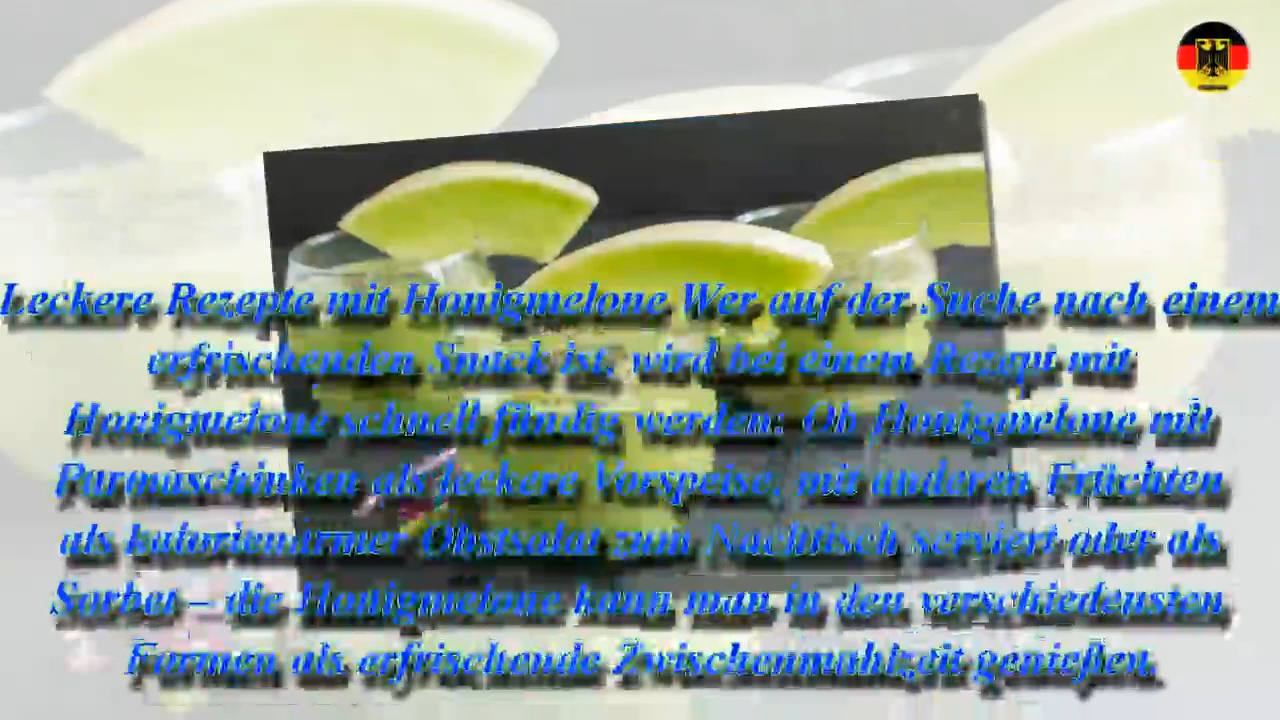 Leckere Rezepte mit Honigmelone Wer auf der Suche nach einem
erfrischenden Snack ist, wird bei einem Rezept mit
Honigmelone schnell fündig werden: Ob Honigmelone mit
Parmaschinken als leckere Vorspeise, mit anderen Früchten
als kalorienarmer Obstsalat zum Nachtisch serviert oder als
Sorbet – die Honigmelone kann man in den verschiedensten
Formen als erfrischende Zwischenmahlzeit genießen.